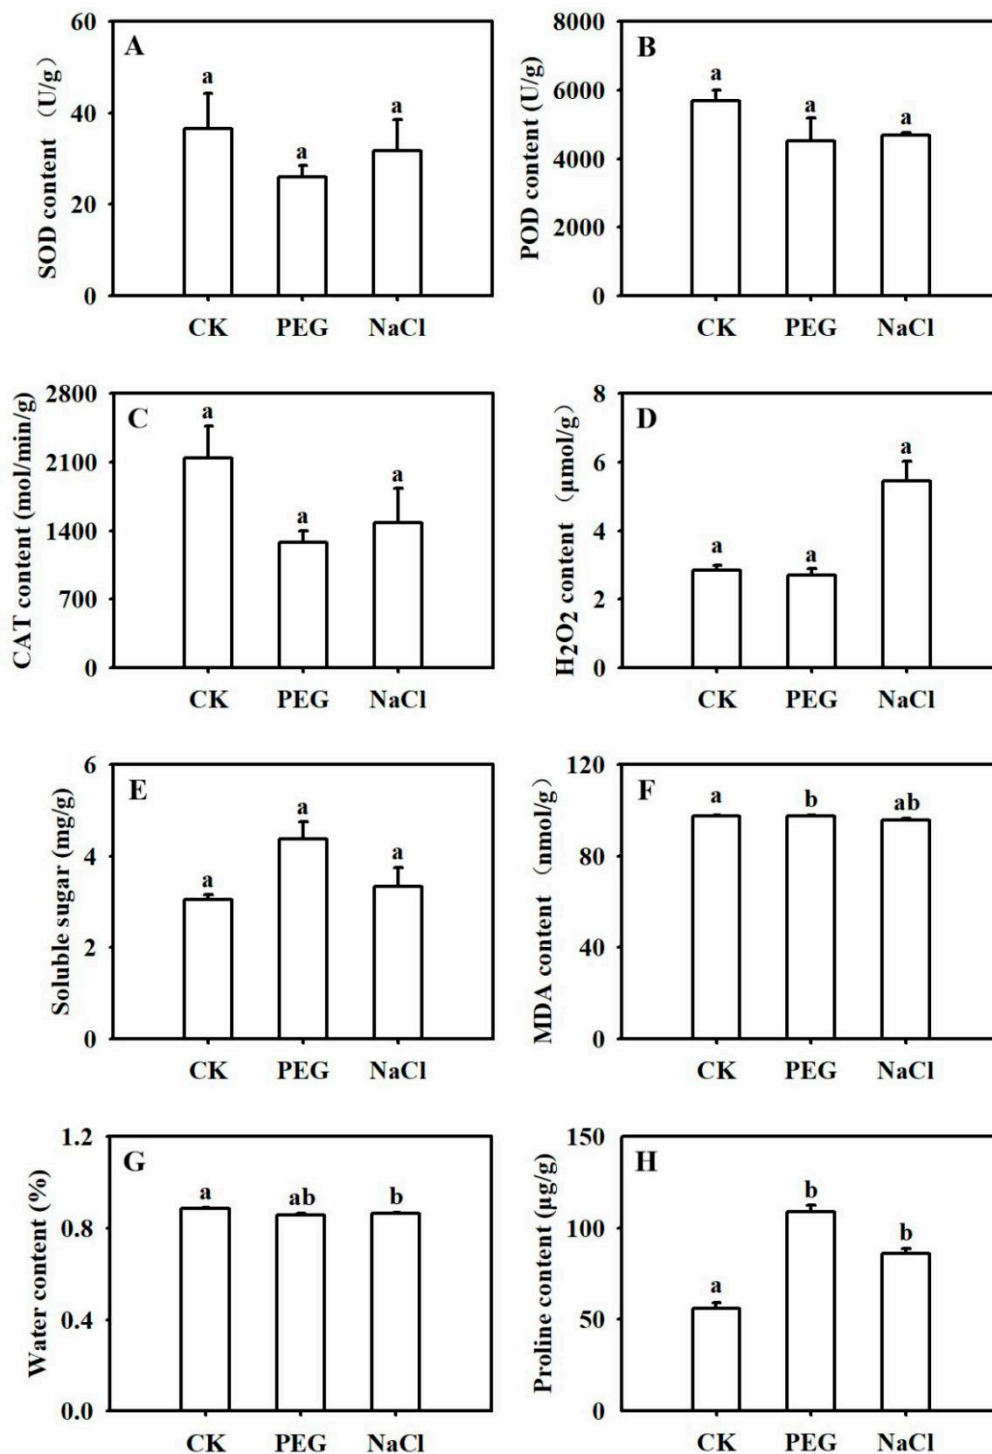 A
SOD content （U/g）
60
40
20
0
a
a
a
CK PEG NaCl
B
POD content (U/g)
8000
6000
4000
2000
0
a
a
a
CK PEG NaCl
C
CAT content (mol/min/g)
2800
2100
1400
700
0
a
a
a
CK PEG NaCl
D
H2O2 content （µmol/g）
8
6
4
2
0
a
a
a
CK PEG NaCl
E
Soluble sugar (mg/g)
6
4
2
0
a
a
a
CK PEG NaCl
F
MDA content （nmol/g）
120
80
40
0
a
b
ab
CK PEG NaCl
G
Water content (%)
1.2
0.8
0.4
0.0
a
ab
b
CK PEG NaCl
H
Proline content (µg/g)
150
100
50
0
a
b
b
CK PEG NaCl